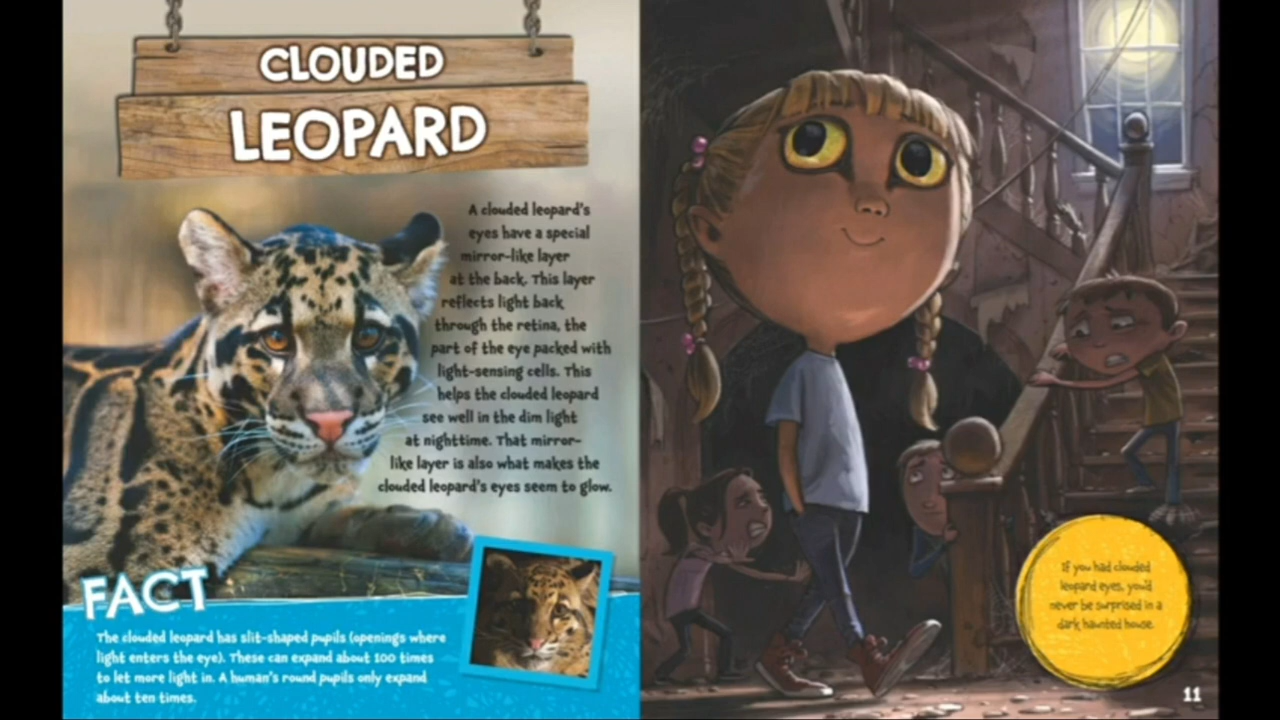 CLOUDED
LEOPARD
A clouded leopard's
eyes have a special
mirror-like layer
at the back. This layer
reflects light back
through the retina, the
part of the eye packed with
light-sensing cells. This
helps the clouded leopard
see well in the dim light
at nighttime. That mirror-
like layer is also what makes the
clouded leopard's eyes seem to glow.
FACT
The clouded leopard has slit-shaped pupils (openings where
light enters the eye). These can expand about 100 times
to let more light in. A human's round pupils only expand
about ten times.
If you had clouded
leopard eyes, you'd
never be surprised in a
dark haunted house.
11